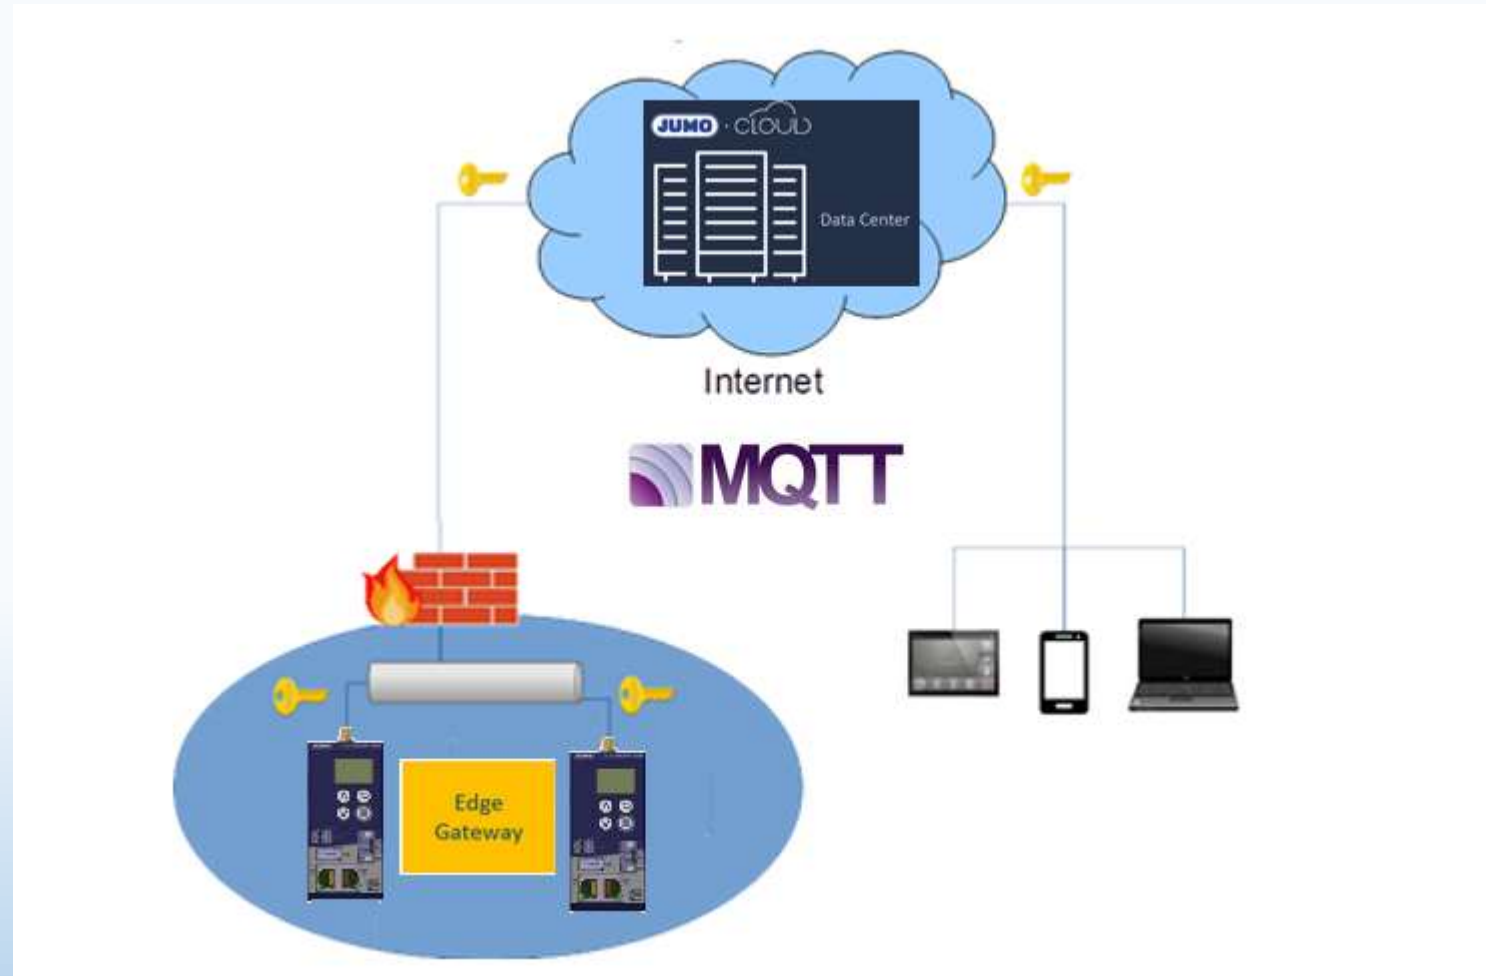 JUMO · CLOUD
Data Center
Internet
MQTT
Edge
Gateway